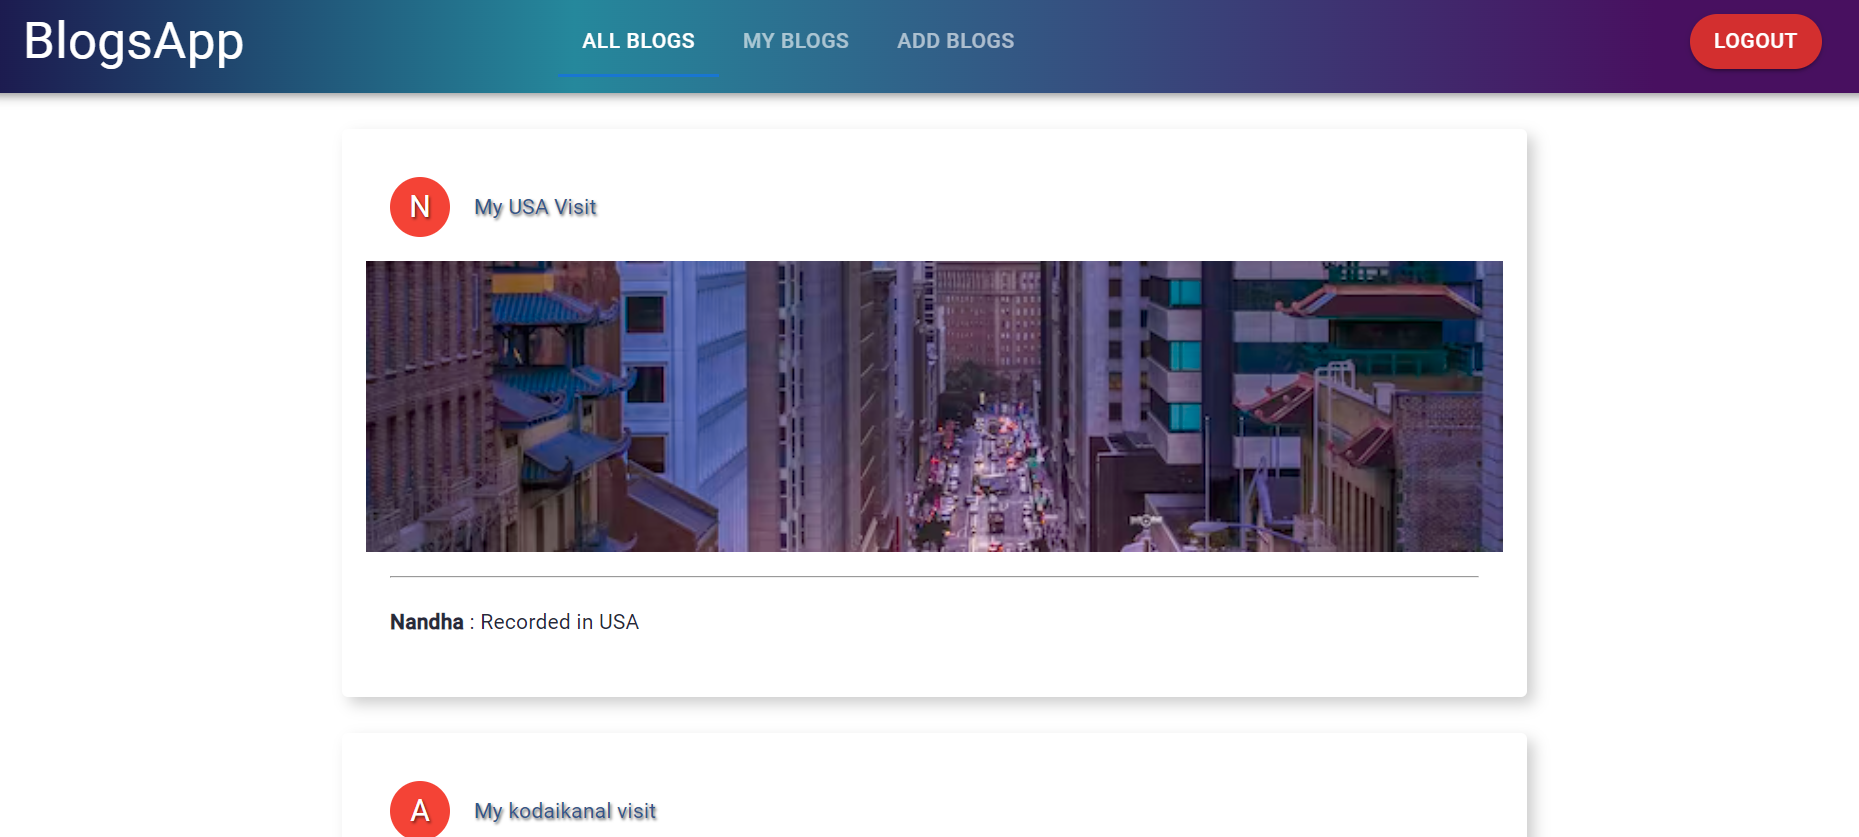 BlogsApp
ALL BLOGS
MY BLOGS
ADD BLOGS
LOGOUT
N
My USA Visit
Nandha : Recorded in USA
A
My kodaikanal visit